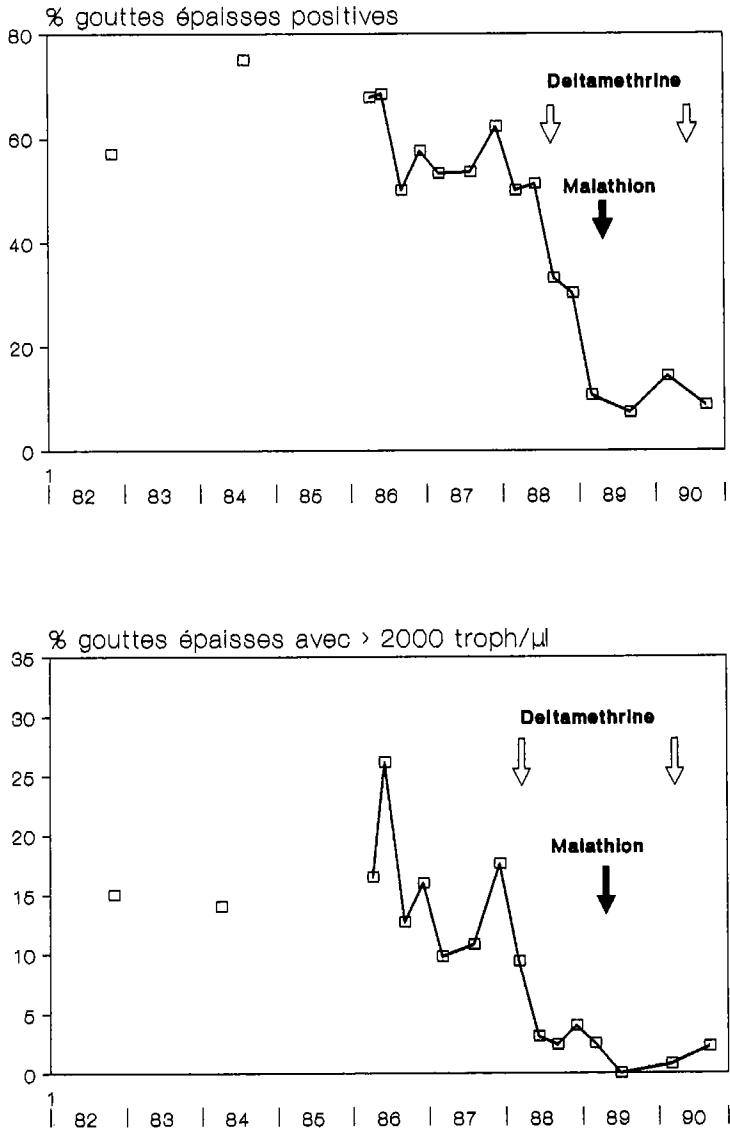 % gouttes épaisses positives
80
60
40
20
0
Deltamethrine
Malathion
1
| 82 | 83 | 84 | 85 | 86 | 87 | 88 | 89 | 90 |
% gouttes épaisses avec > 2000 troph/µl
35
30
25
20
15
10
5
0
Deltamethrine
Malathion
1
| 82 | 83 | 84 | 85 | 86 | 87 | 88 | 89 | 90 |